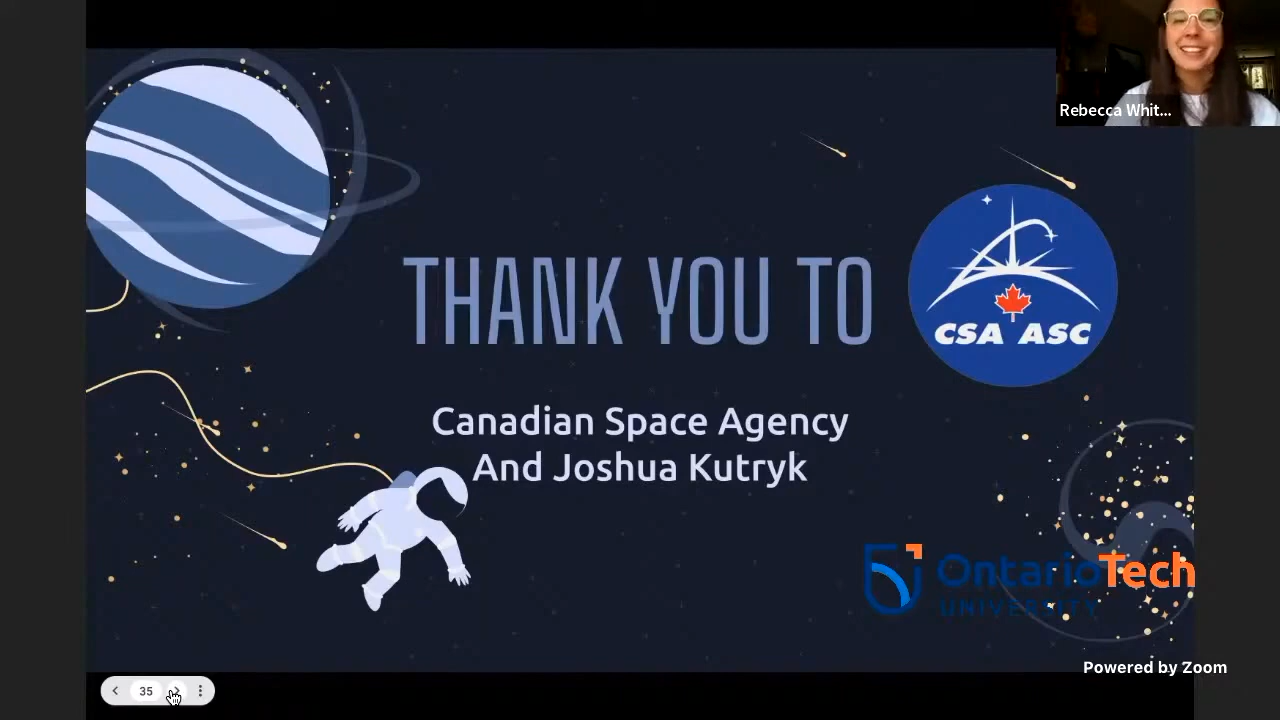 Rebecca Whit...
THANK YOU TO
CSA ASC
Canadian Space Agency
And Joshua Kutryk
OntarioTech
UNIVERSITY
Powered by Zoom
35